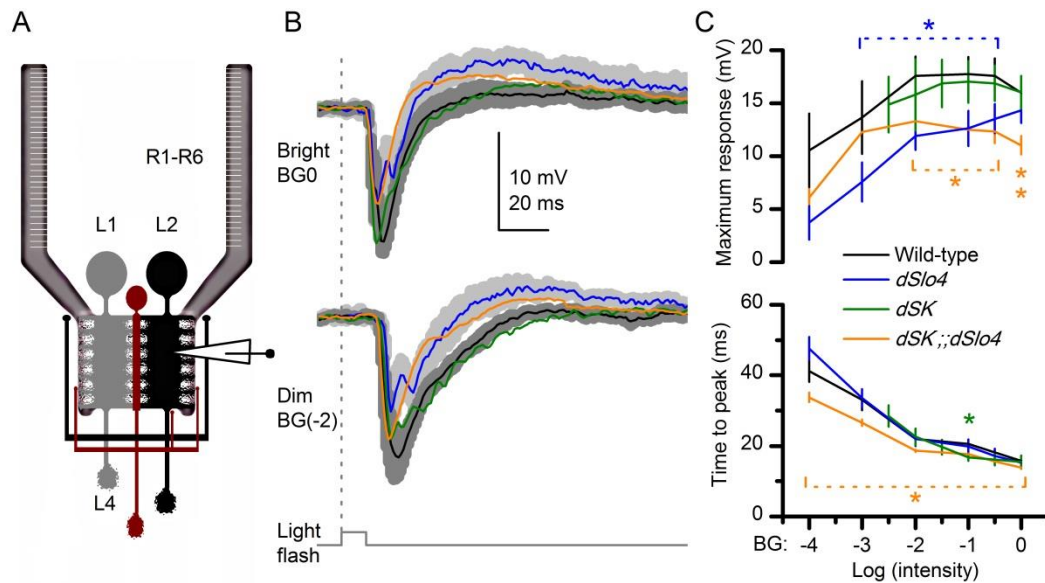 A
R1-R6
L1
L2
L4
B
Bright
BG0
10 mV
20 ms
Dim
BG(-2)
Light
flash
C
Maximum response (mV)
20
15
10
5
0
*
*
*
*
Wild-type
dSlo4
dSK
dSK;;dSlo4
Time to peak (ms)
60
40
20
0
*
*
BG: -4 -3 -2 -1 0
Log (intensity)